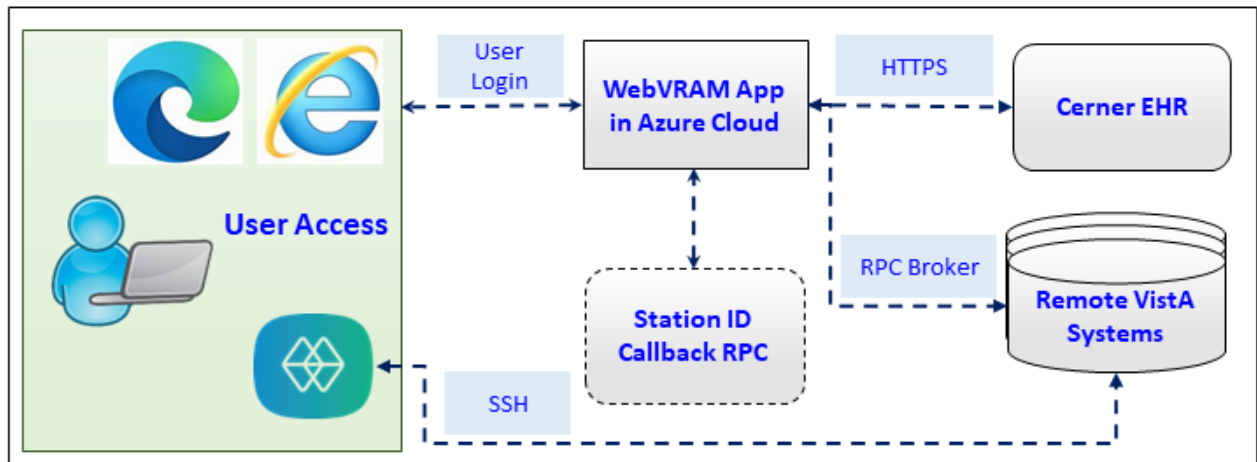 User
Login
WebVRAM App
in Azure Cloud
HTTPS
Cerner EHR
User Access
RPC Broker
Station ID
Callback RPC
Remote VistA
Systems
SSH